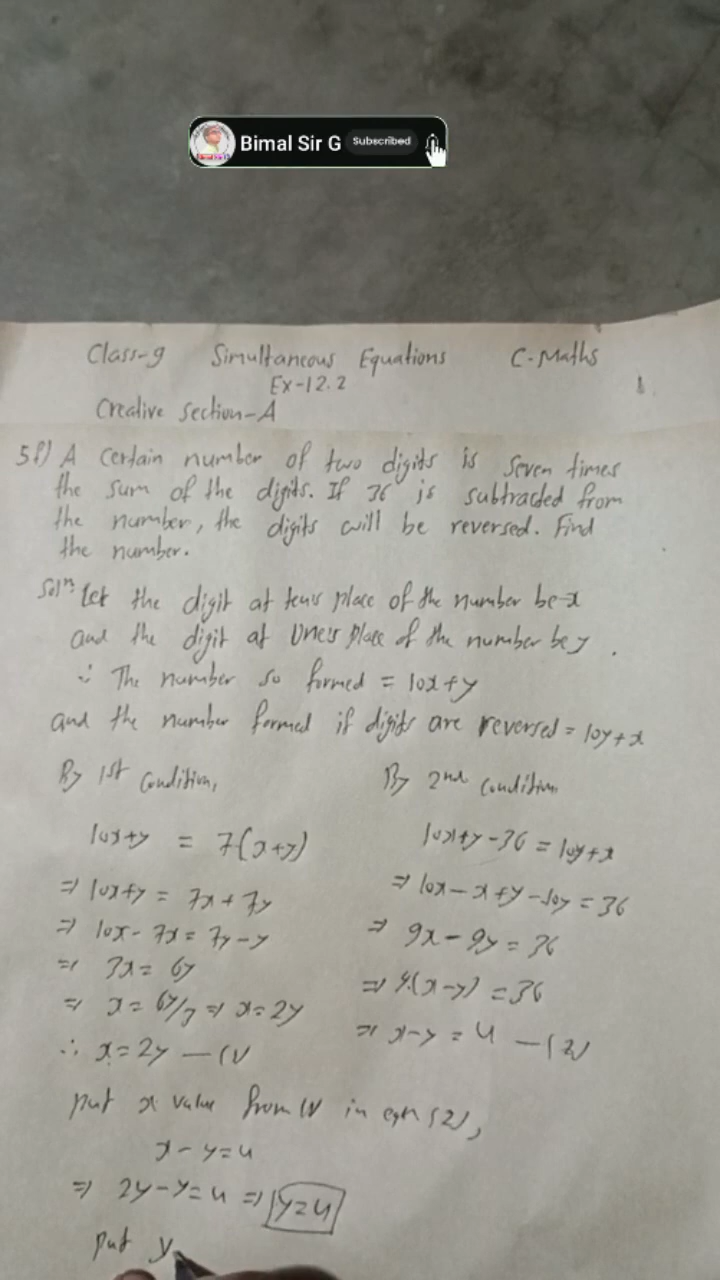 Bimal Sir G Subscribed
Class-9 Simultaneous Equations C-Maths
Ex-12.2
Creative Section-A
5f) A certain number of two digits is seven times
the sum of the digits. If 36 is subtracted from
the number, the digits will be reversed. Find
the number.
Solⁿ: Let the digit at tens place of the number be x
and the digit at ones place of the number be y.
∴ The number so formed = 10x+y
and the number formed if digits are reversed = 10y+x
By 1st Condition,
10x+y = 7(x+y)
⇒ 10x+y = 7x+7y
⇒ 10x-7x=7y-y
⇒ 3x=6y
⇒ x=6y/3 ⇒ x=2y
∴ x=2y —(1)
By 2nd Condition
10x+y-36=10y+x
⇒ 10x-x+y-10y=36
⇒ 9x-9y=36
⇒ 9(x-y)=36
⇒ x-y=4 —(2)
put x value from (1) in eqn (2),
x-y=4
⇒ 2y-y=4 ⇒ y=4
put y